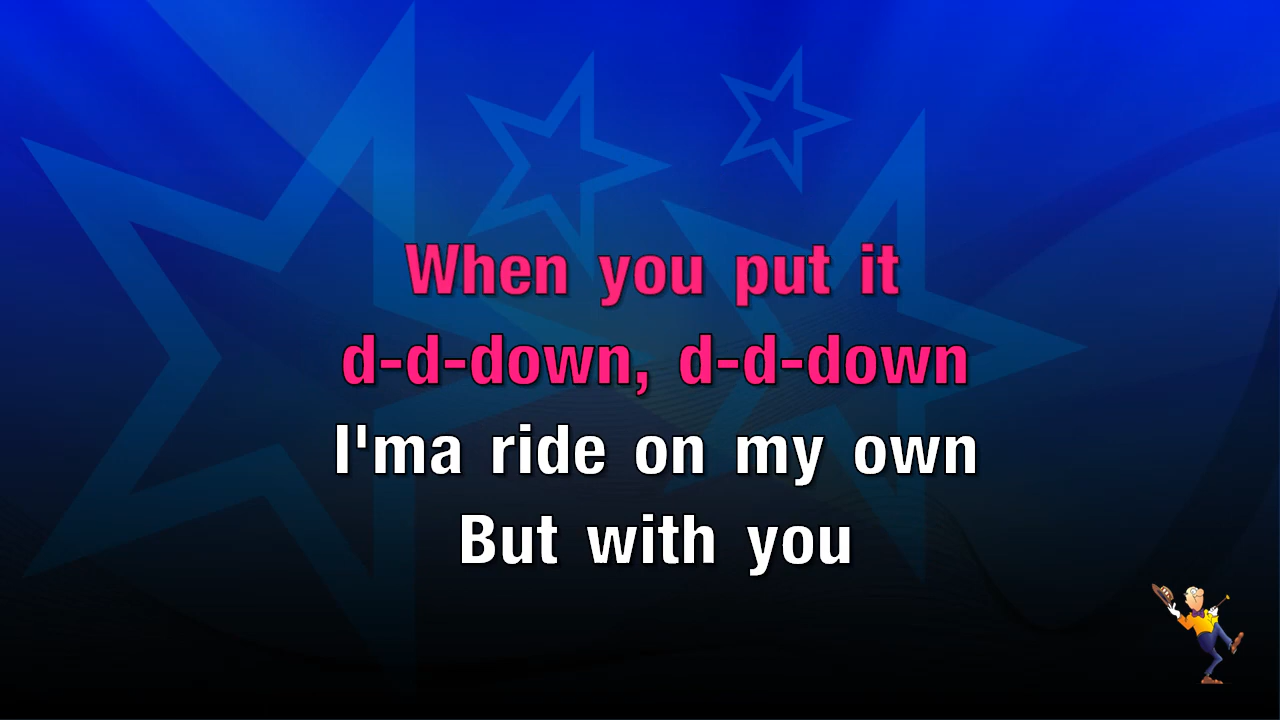 When you put it
d-d-down, d-d-down
I'ma ride on my own
But with you